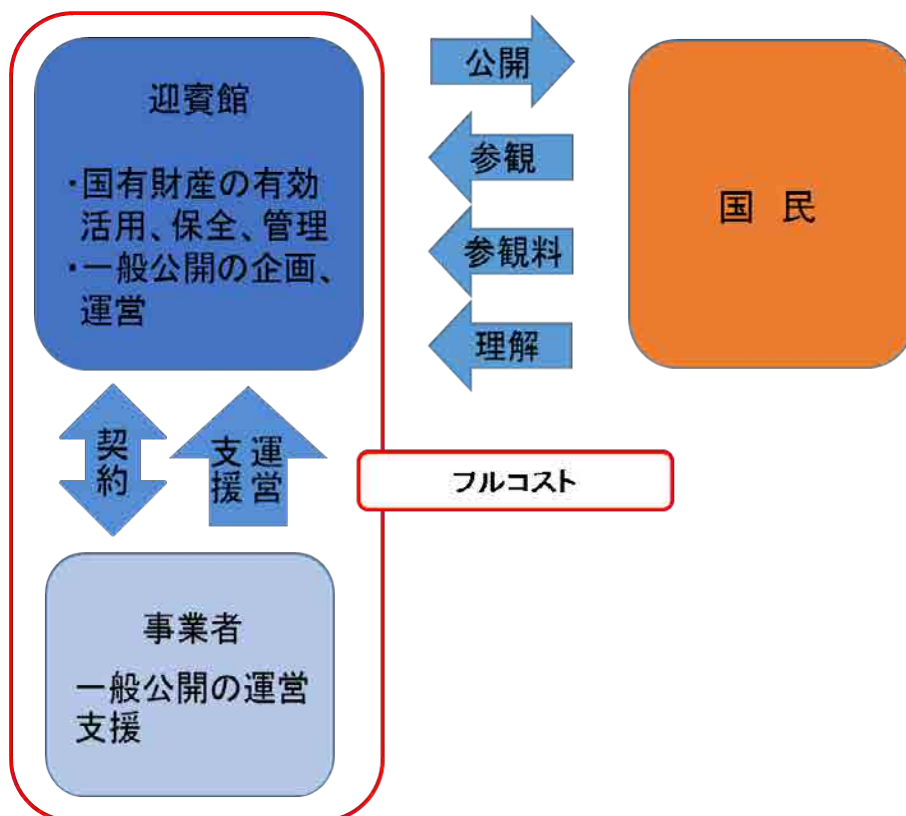 迎賓館
・国有財産の有効
活用、保全、管理
・一般公開の企画、
運営
公開
参観
参観料
理解
国 民
契約
運営
支援
フルコスト
事業者
一般公開の運営
支援